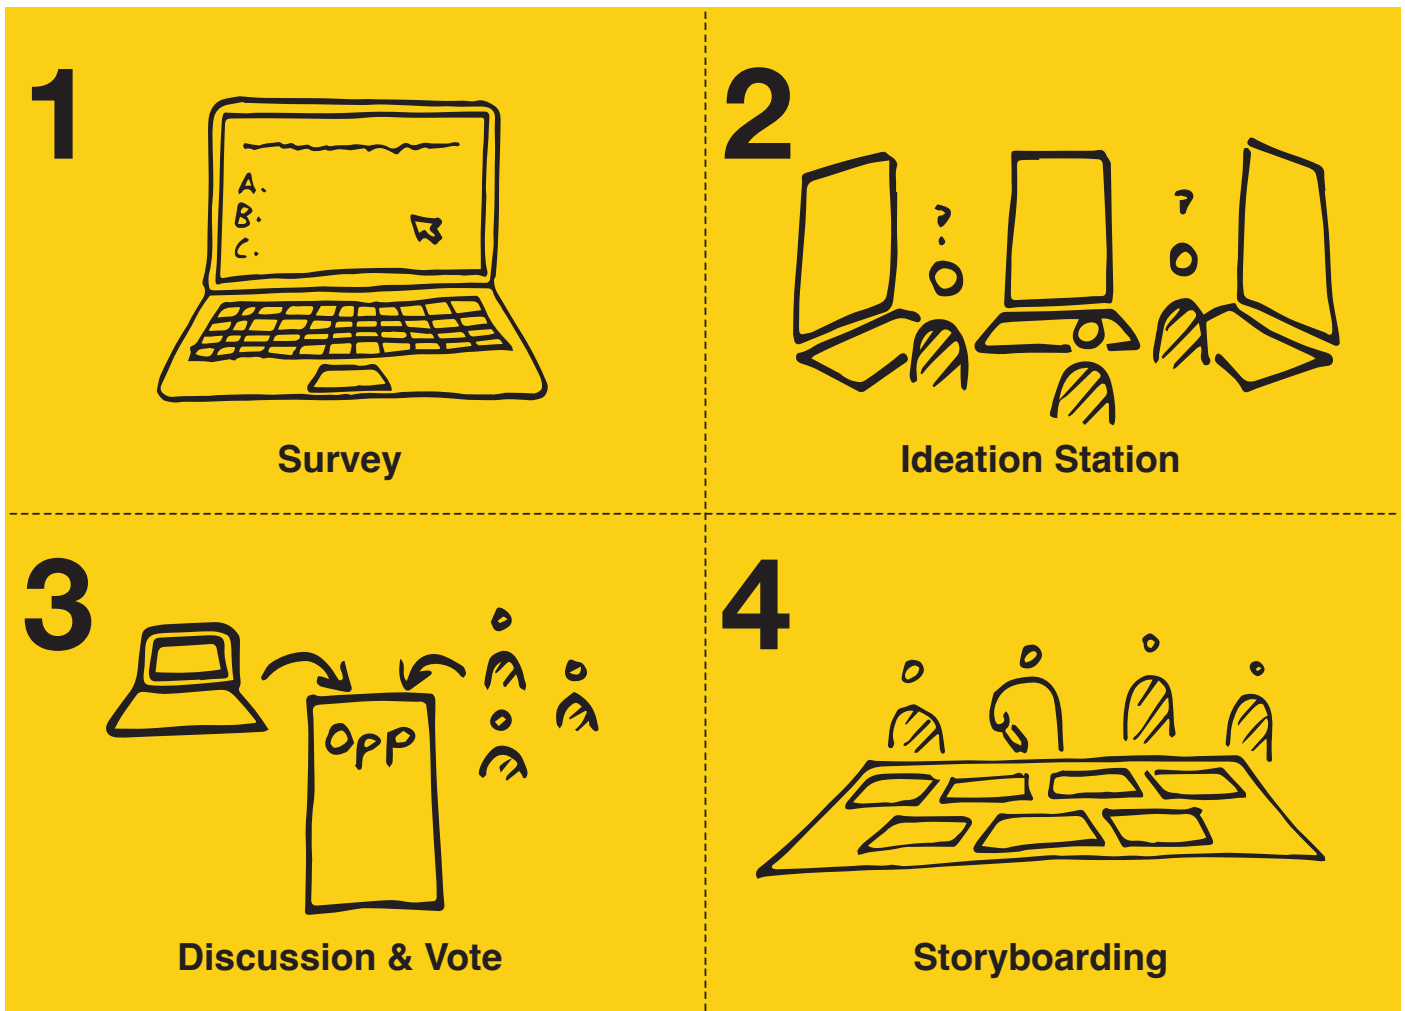 1
A.
B.
C.
Survey
2
?
?
Ideation Station
3
Opp
Discussion & Vote
4
Storyboarding